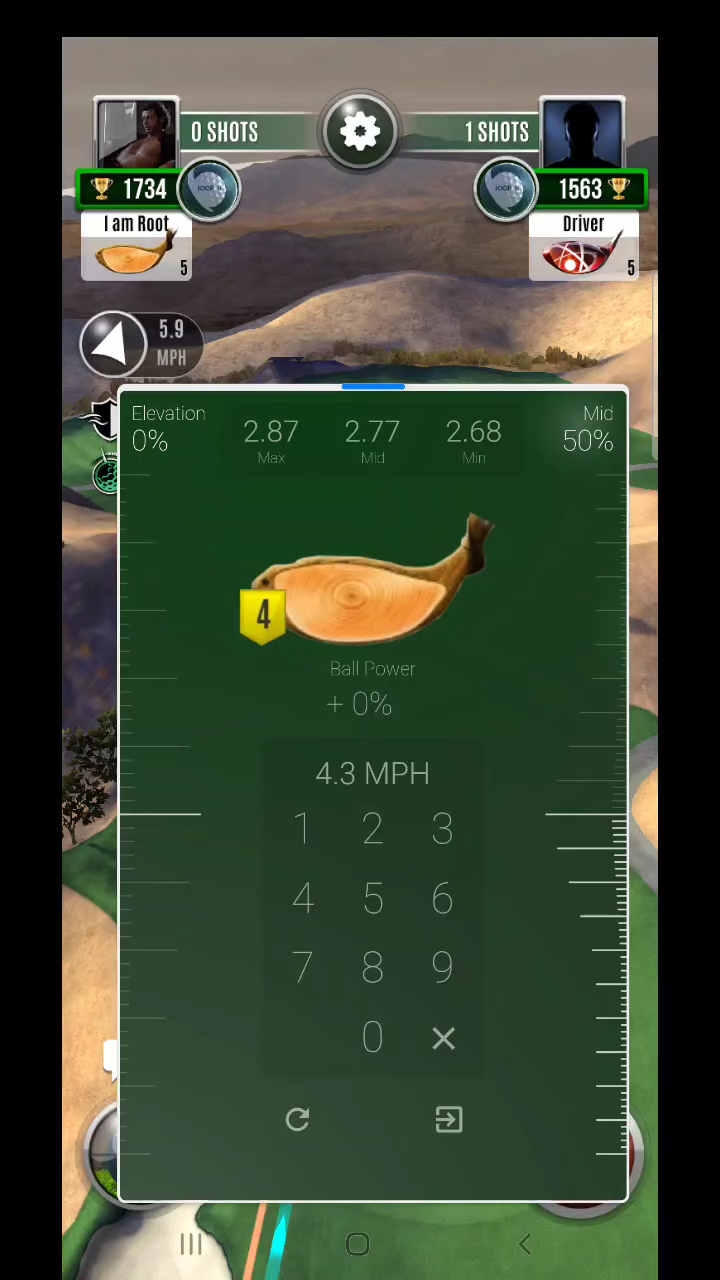 0 SHOTS
1 SHOTS
1734
1563
I am Root
Driver
5
5
5.9
MPH
Elevation
0%
2.87
Max
2.77
Mid
2.68
Min
Mid
50%
4
Ball Power
+ 0%
4.3 MPH
1 2 3
4 5 6
7 8 9
0 ×